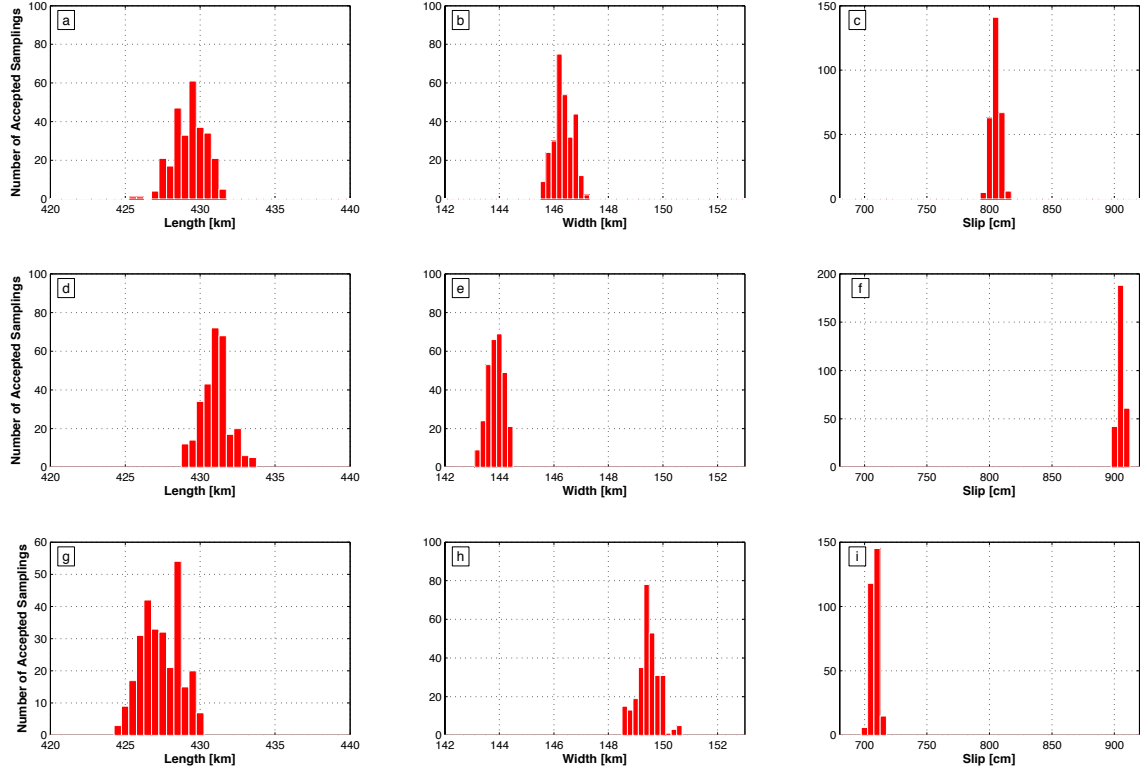 a
b
c
100
80
60
40
20
0
100
80
60
40
20
0
150
100
50
0
420 425 430 435 440
142 144 146 148 150 152
700 750 800 850 900
Number of Accepted Samplings
Length [km]
Width [km]
Slip [cm]
d
e
f
100
80
60
40
20
0
100
80
60
40
20
0
200
150
100
50
0
420 425 430 435 440
142 144 146 148 150 152
700 750 800 850 900
Number of Accepted Samplings
Length [km]
Width [km]
Slip [cm]
g
h
i
60
50
40
30
20
10
0
100
80
60
40
20
0
150
100
50
0
420 425 430 435 440
142 144 146 148 150 152
700 750 800 850 900
Number of Accepted Samplings
Length [km]
Width [km]
Slip [cm]